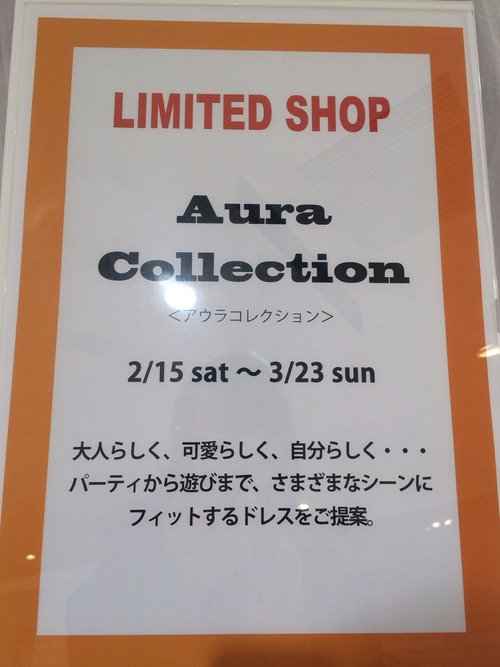 LIMITED SHOP
Aura
Collection
＜アウラコレクション＞
2/15 sat 〜 3/23 sun
大人らしく、可愛らしく、自分らしく・・・
パーティから遊びまで、さまざまなシーンに
フィットするドレスをご提案。